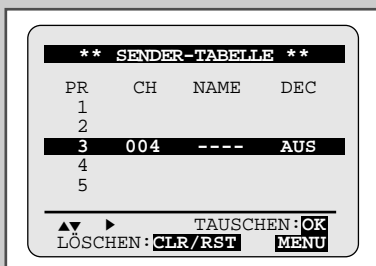 ** SENDER-TABELLE **
PR CH NAME DEC
1
2
3 004 ---- AUS
4
5
▲▼ ► TAUSCHEN:OK
LÖSCHEN:CLR/RST MENU